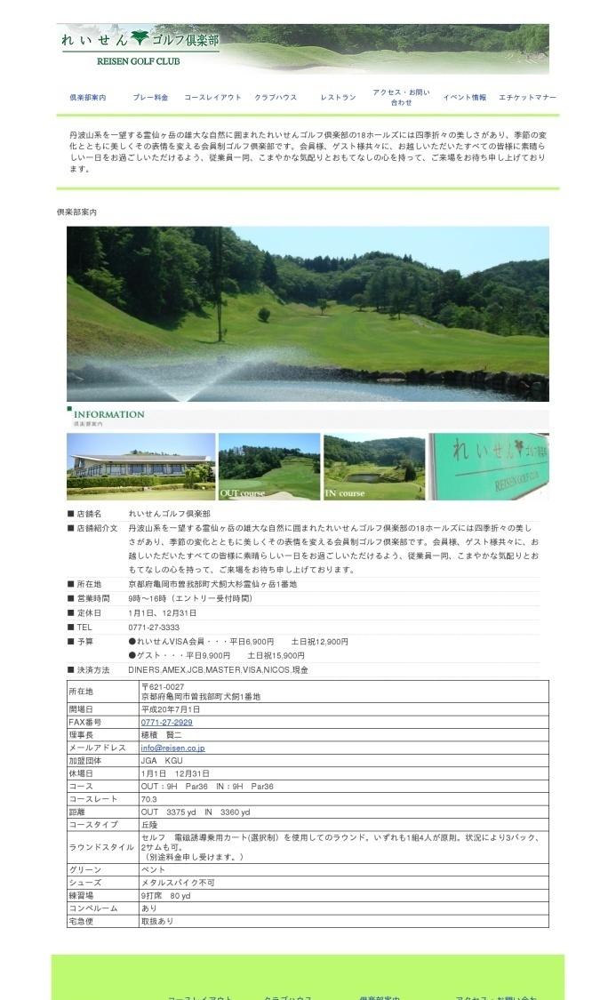 れいせん ゴルフ倶楽部
REISEN GOLF CLUB
倶楽部案内 プレー料金 コースレイアウト クラブハウス レストラン アクセス・お問い合わせ イベント情報 エチケットマナー
丹波山系を一望する霊仙ヶ岳の雄大な自然に囲まれたれいせんゴルフ倶楽部の18ホールズには四季折々の美しさがあり、季節の変
化とともに美しくその表情を変える会員制ゴルフ倶楽部です。会員様、ゲスト様共々に、お越しいただいたすべての皆様に素晴ら
しい一日をお過ごしいただけるよう、従業員一同、こまやかな気配りとおもてなしの心を持って、ご来場をお待ち申し上げており
ます。
倶楽部案内
INFORMATION
倶楽部案内
OUT course
IN course
れいせん ゴルフ倶楽部
REISEN GOLF CLUB
■ 店舗名 れいせんゴルフ倶楽部
■ 店舗紹介文 丹波山系を一望する霊仙ヶ岳の雄大な自然に囲まれたれいせんゴルフ倶楽部の18ホールズには四季折々の美し
さがあり、季節の変化とともに美しくその表情を変える会員制ゴルフ倶楽部です。会員様、ゲスト様共々に、お
越しいただいたすべての皆様に素晴らしい一日をお過ごしいただけるよう、従業員一同、こまやかな気配りとお
もてなしの心を持って、ご来場をお待ち申し上げております。
■ 所在地 京都府亀岡市曽我部町犬飼大杉霊仙ヶ岳1番地
■ 営業時間 9時～16時（エントリー受付時間）
■ 定休日 1月1日、12月31日
■ TEL 0771-27-3333
■ 予算 ●れいせんVISA会員・・・平日6,900円 土日祝12,900円
●ゲスト・・・平日9,900円 土日祝15,900円
■ 決済方法 DINERS,AMEX,JCB,MASTER,VISA,NICOS,現金
所在地 〒621-0027
京都府亀岡市曽我部町犬飼1番地
開場日 平成20年7月1日
FAX番号 0771-27-2929
理事長 穂積 賢二
メールアドレス info@reisen.co.jp
加盟団体 JGA KGU
休場日 1月1日 12月31日
コース OUT：9H Par36 IN：9H Par36
コースレート 70.3
距離 OUT 3375 yd IN 3360 yd
コースタイプ 丘陵
ラウンドスタイル セルフ 電磁誘導乗用カート(選択制）を使用してのラウンド。いずれも1組4人が原則。状況により3バック、
2サムも可。
（別途料金申し受けます。）
グリーン ベント
シューズ メタルスパイク不可
練習場 9打席 80 yd
コンペルーム あり
宅急便 取扱あり
コースレイアウト クラブハウス 倶楽部案内 アクセス・お問い合わ